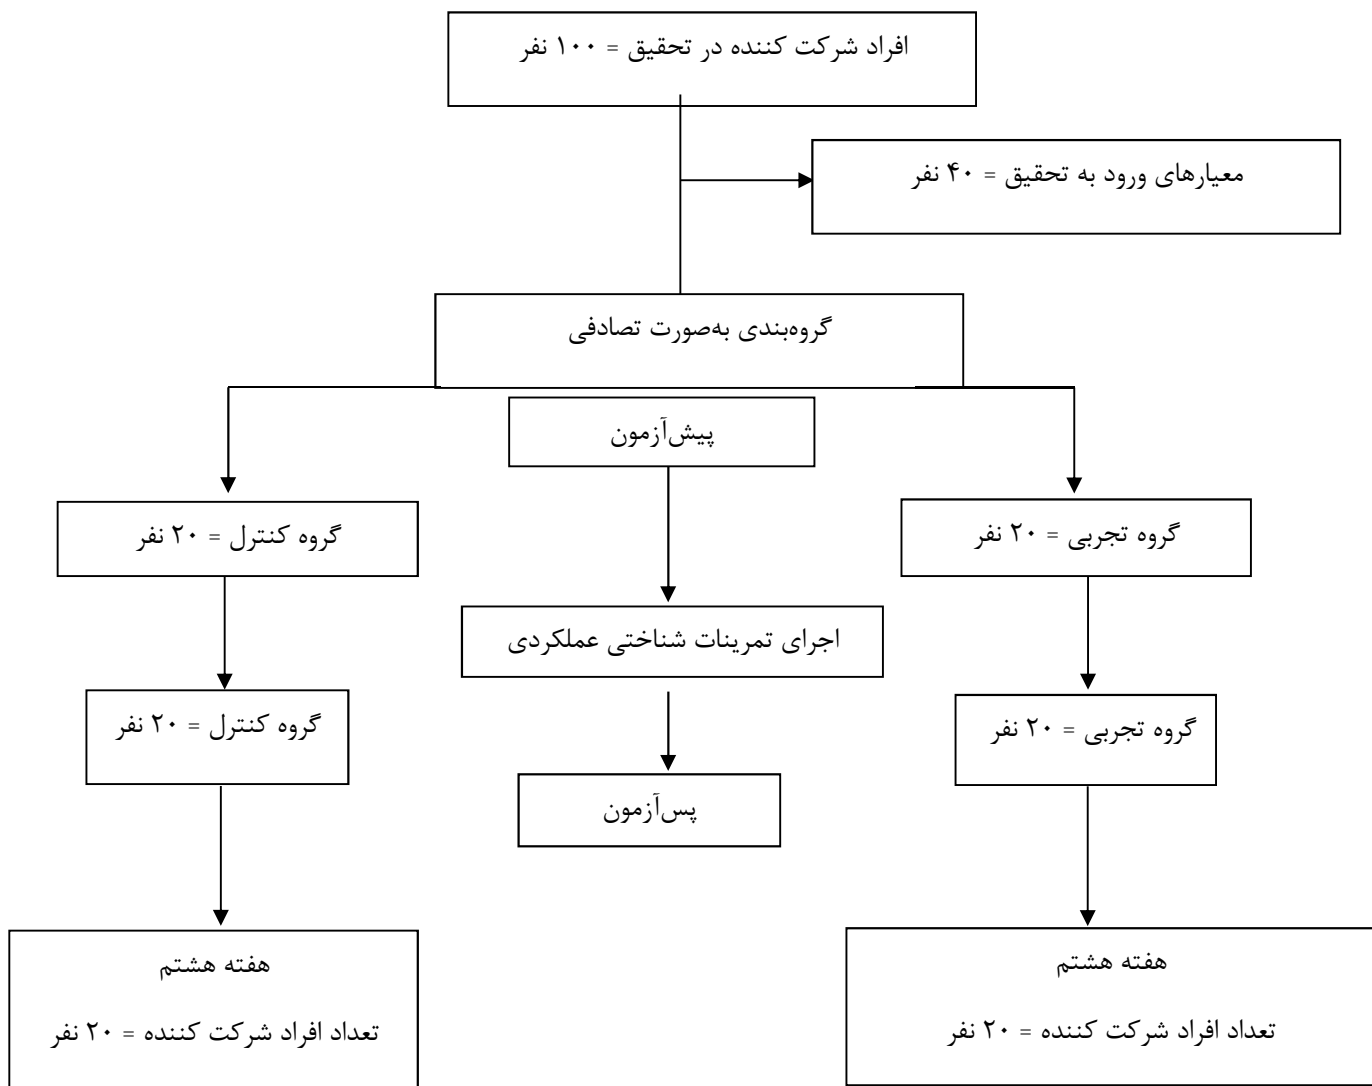 افراد شرکت کننده در تحقیق = ۱۰۰ نفر
معیارهای ورود به تحقیق = ۴۰ نفر
گروه‌بندی به‌صورت تصادفی
پیش‌آزمون
گروه تجربی = ۲۰ نفر
گروه کنترل = ۲۰ نفر
اجرای تمرینات شناختی عملکردی
گروه تجربی = ۲۰ نفر
گروه کنترل = ۲۰ نفر
پس‌آزمون
هفته هشتم
تعداد افراد شرکت کننده = ۲۰ نفر
هفته هشتم
تعداد افراد شرکت کننده = ۲۰ نفر